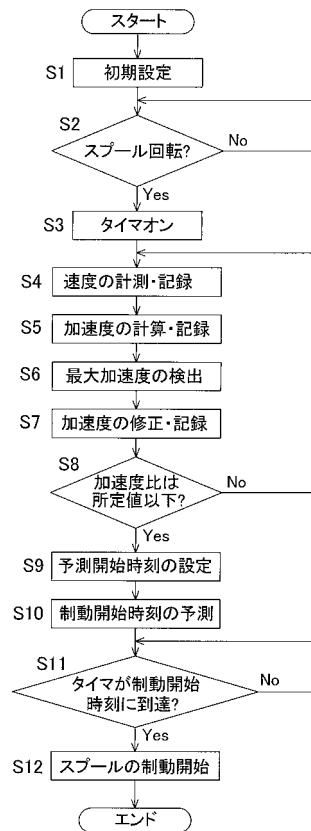 スタート
S1 初期設定
S2 スプール回転? No
Yes
S3 タイマオン
S4 速度の計測・記録
S5 加速度の計算・記録
S6 最大加速度の検出
S7 加速度の修正・記録
S8
加速度比は No
所定値以下?
Yes
S9 予測開始時刻の設定
S10 制動開始時刻の予測
S11
タイマが制動開始 No
時刻に到達?
Yes
S12 スプールの制動開始
エンド